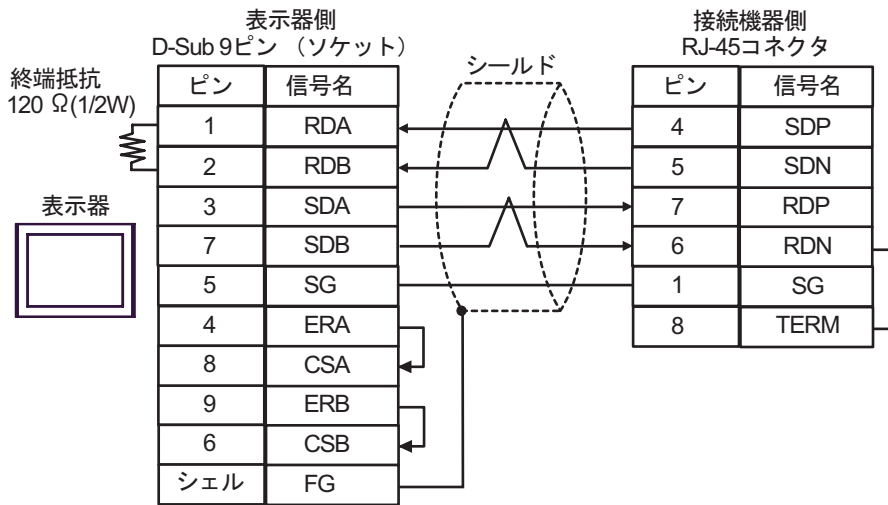 表示器側
D-Sub 9ピン （ソケット）
接続機器側
RJ-45コネクタ
シールド
終端抵抗
120 Ω(1/2W)
表示器
ピン 信号名
1 RDA
2 RDB
3 SDA
7 SDB
5 SG
4 ERA
8 CSA
9 ERB
6 CSB
シェル FG
ピン 信号名
4 SDP
5 SDN
7 RDP
6 RDN
1 SG
8 TERM